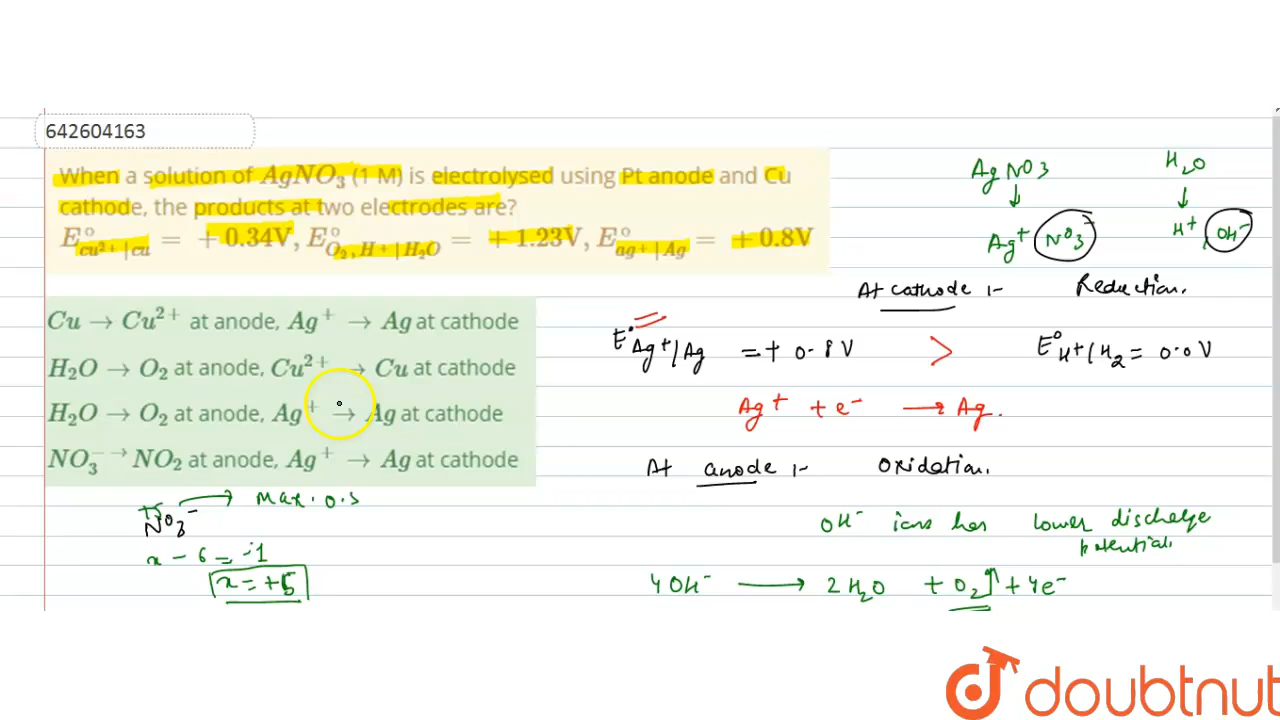 642604163
When a solution of AgNO₃ (1 M) is electrolysed using Pt anode and Cu
cathode, the products at two electrodes are?
E°cu²⁺|cu = +0.34V, E°O₂,H⁺|H₂O = +1.23V, E°ag⁺|Ag = +0.8V
Cu → Cu²⁺ at anode, Ag⁺ → Ag at cathode
H₂O → O₂ at anode, Cu²⁺ → Cu at cathode
H₂O → O₂ at anode, Ag⁺ → Ag at cathode
NO₃⁻ → NO₂ at anode, Ag⁺ → Ag at cathode
+5
NO₃⁻ → Max. O.S
x - 6 = -1
x = +5
AgNO₃
↓
Ag⁺ NO₃⁻
H₂O
↓
H⁺, OH⁻
At cathode :- Reduction.
E°Ag⁺/Ag = + 0.8V > E°H⁺/H₂ = 0.0V
Ag⁺ + e⁻ → Ag.
At anode :- Oxidation.
OH⁻ ions has lower discharge
potential.
4OH⁻ → 2H₂O + O₂↑ + 4e⁻
doubtnut